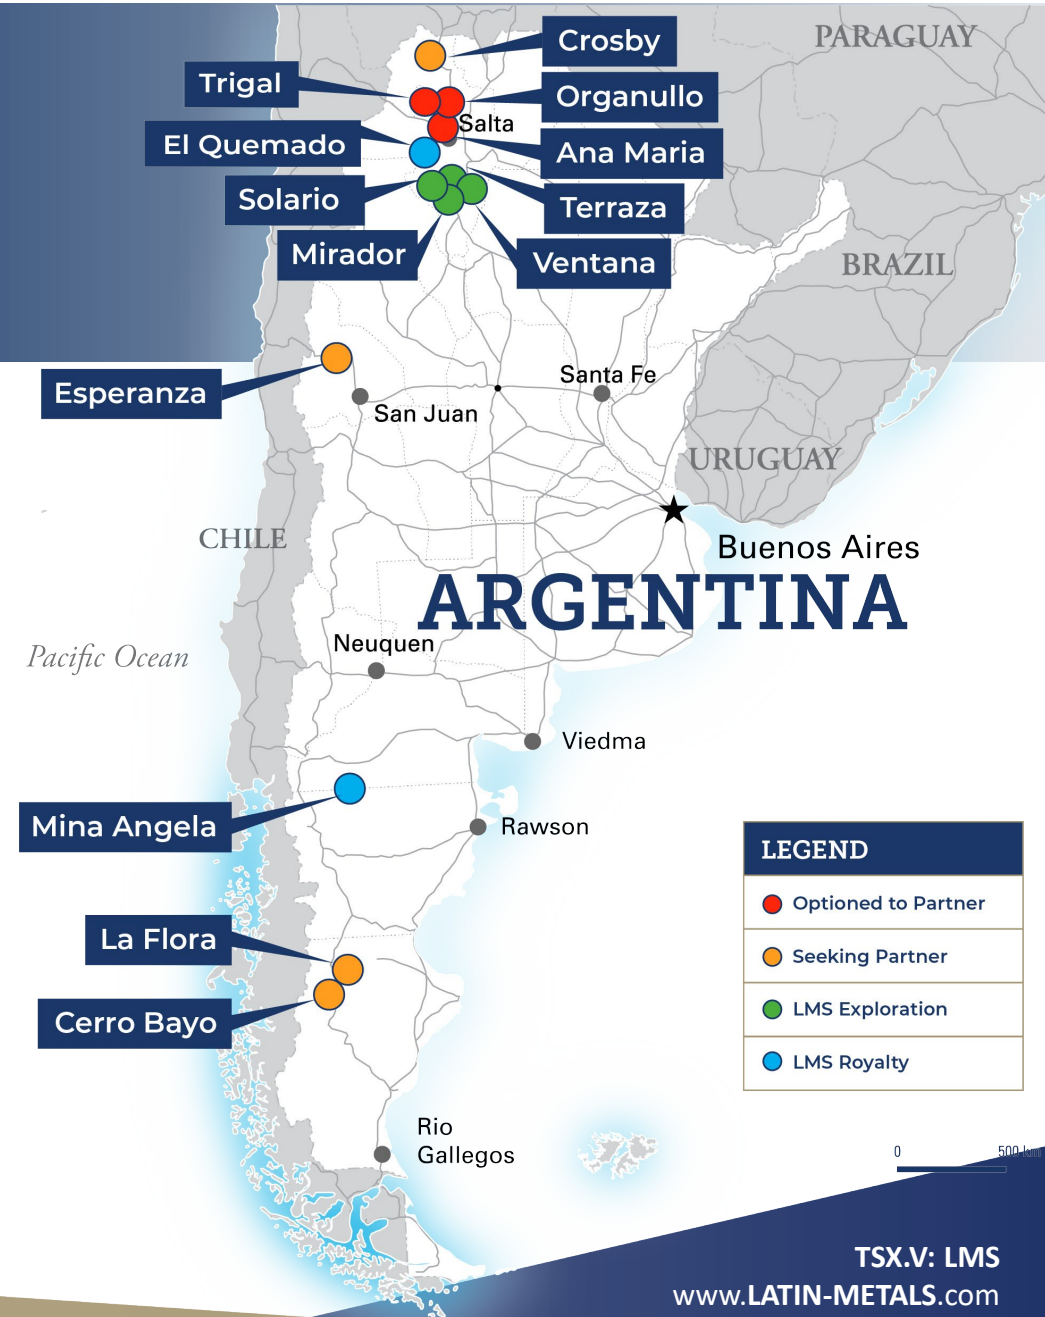 PARAGUAY
Crosby
Trigal
Organullo
Salta
El Quemado
Ana Maria
Solario
Terraza
Mirador
Ventana
BRAZIL
Esperanza
Santa Fe
San Juan
URUGUAY
CHILE
Buenos Aires
ARGENTINA
Neuquen
Pacific Ocean
Viedma
Mina Angela
Rawson
LEGEND
Optioned to Partner
Seeking Partner
LMS Exploration
LMS Royalty
La Flora
Cerro Bayo
Rio
Gallegos
0 500 km
TSX.V: LMS
www.LATIN-METALS.com